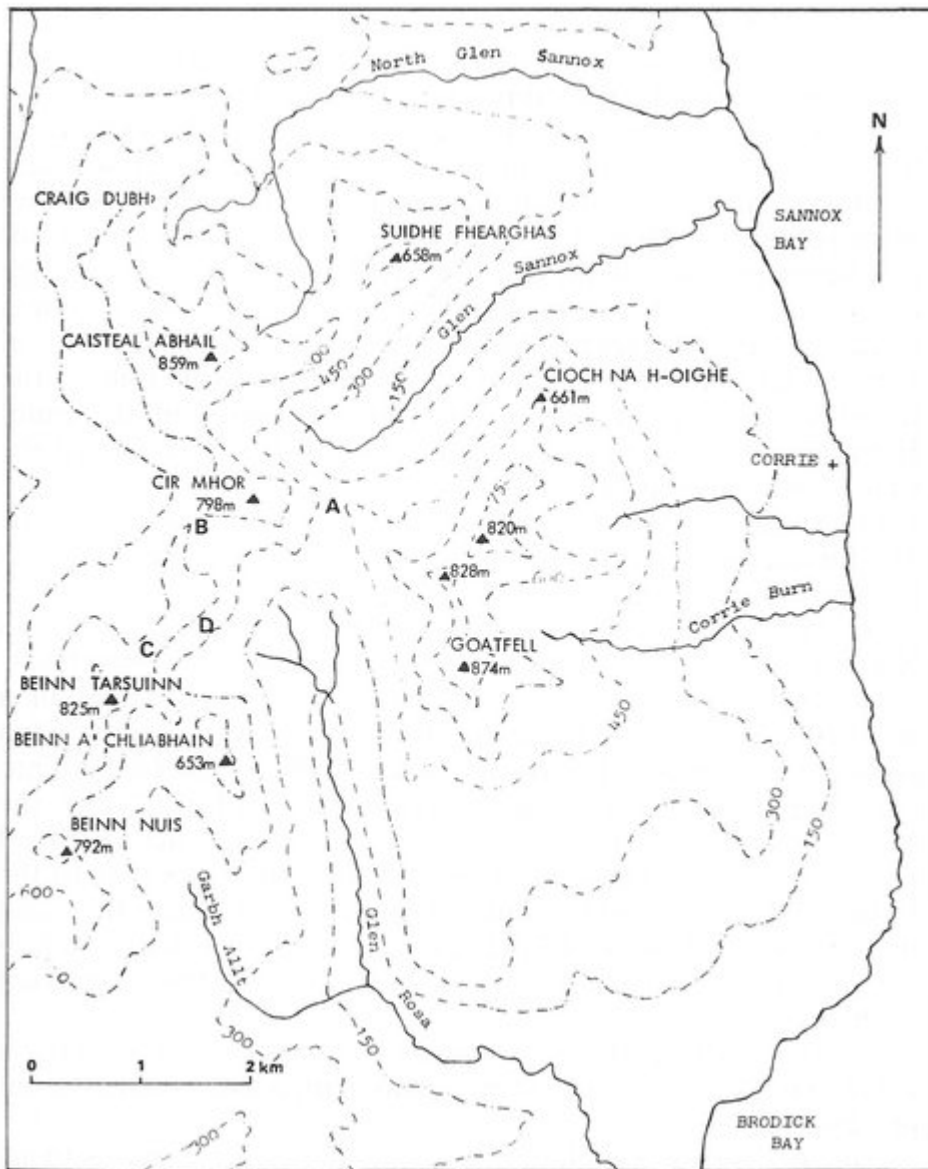 North Glen Sannox
N
CRAIG DUBH
SUIDHE FHEARGHAS
658m
SANNOX
BAY
Glen Sannox
CAISTEAL ABHAIL
859m
450
300
150
CIOCH NA H-OIGHE
661m
CORRIE
CIR MHOR
798m
A
B
820m
828m
600
Corrie Burn
D
C
GOATFELL
874m
BEINN TARSUINN
825m
450
BEINN A' CHLIABHAIN
653m
300
150
BEINN NUIS
792m
Garbh Allt
Glen Rosa
300
150
0 1 2 km
300
BRODICK
BAY